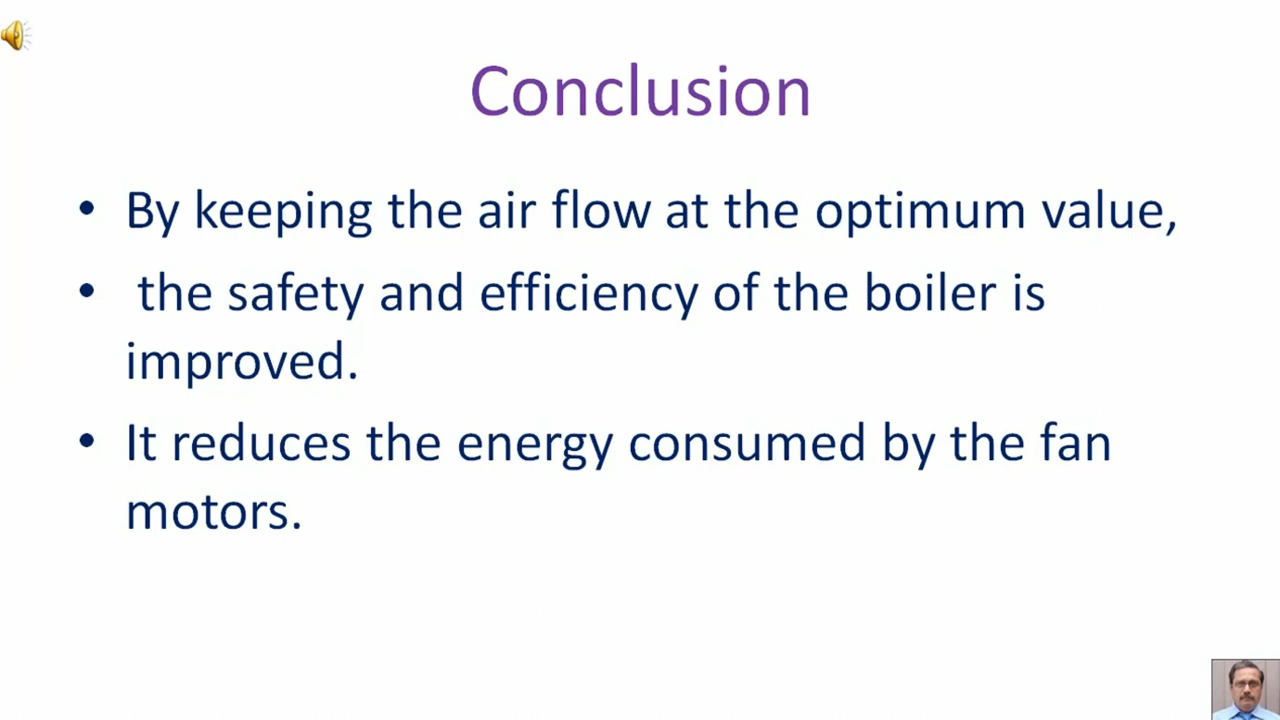 Conclusion
• By keeping the air flow at the optimum value,
• the safety and efficiency of the boiler is
improved.
• It reduces the energy consumed by the fan
motors.